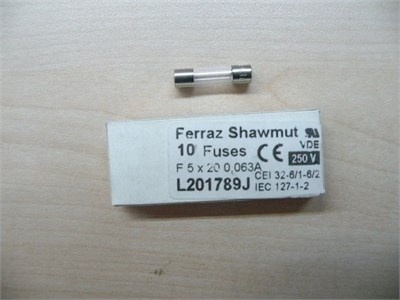 Ferraz Shawmut
10 Fuses CE VDE
250 V
F 5 x 20 0,063A CEI 32-6/1-6/2
L201789J IEC 127-1-2